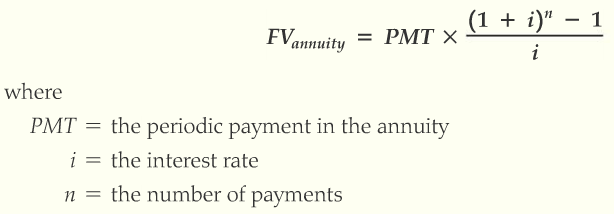 FV_annuity = PMT × ((1 + i)^n − 1) / i
where
PMT = the periodic payment in the annuity
i = the interest rate
n = the number of payments